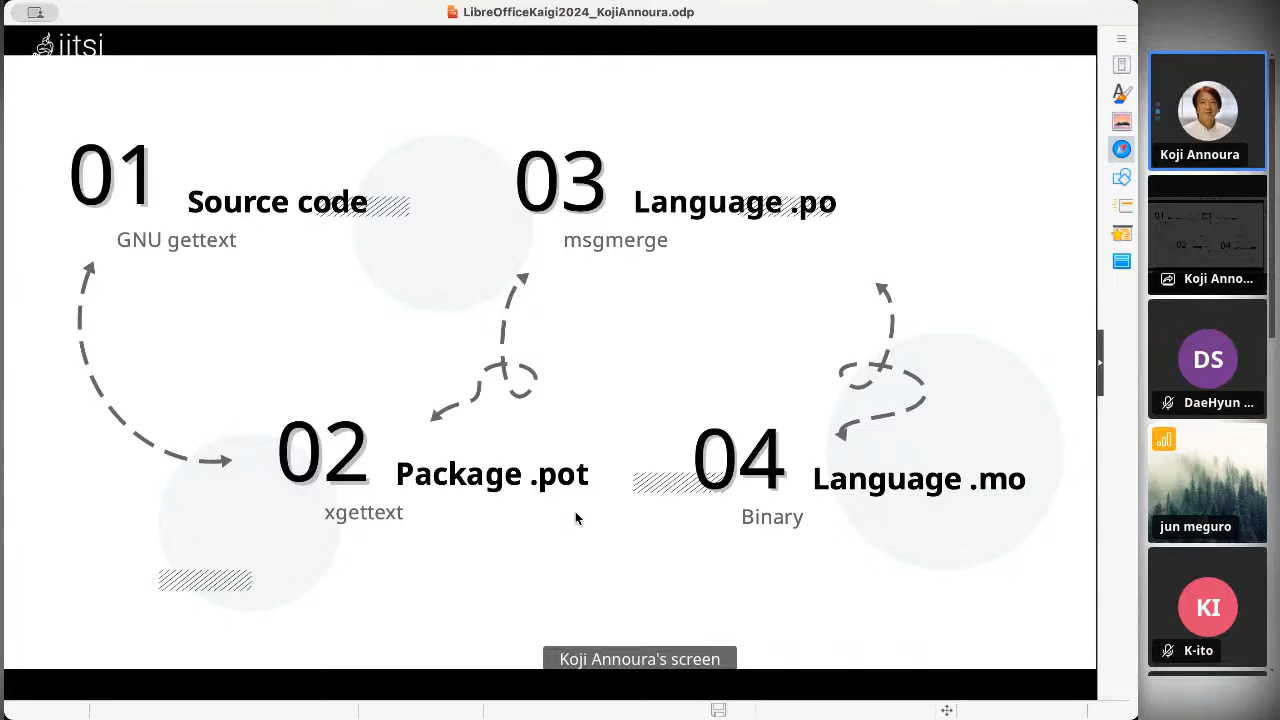 LibreOfficeKaigi2024_KojiAnnoura.odp
jitsi
01
Source code
GNU gettext
03
Language .po
msgmerge
02
Package .pot
xgettext
04
Language .mo
Binary
Koji Annoura's screen
Koji Annoura
Koji Anno...
DS
DaeHyun ...
jun meguro
KI
K-ito